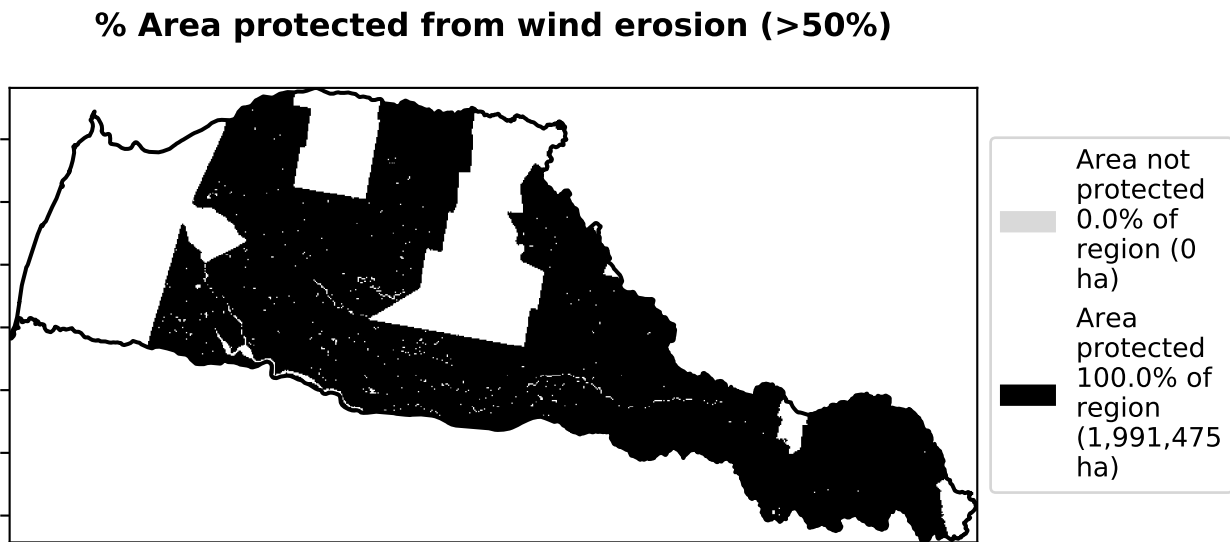 % Area protected from wind erosion (>50%)
Area not
protected
0.0% of
region (0
ha)
Area
protected
100.0% of
region
(1,991,475
ha)